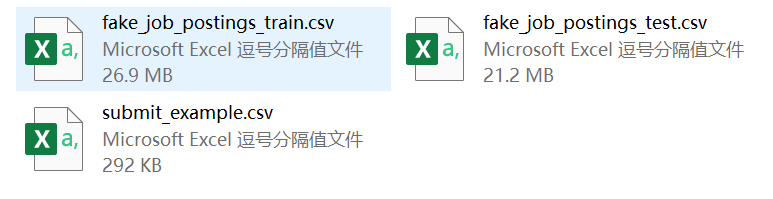 fake_job_postings_train.csv
Microsoft Excel 逗号分隔值文件
26.9 MB
fake_job_postings_test.csv
Microsoft Excel 逗号分隔值文件
21.2 MB
submit_example.csv
Microsoft Excel 逗号分隔值文件
292 KB